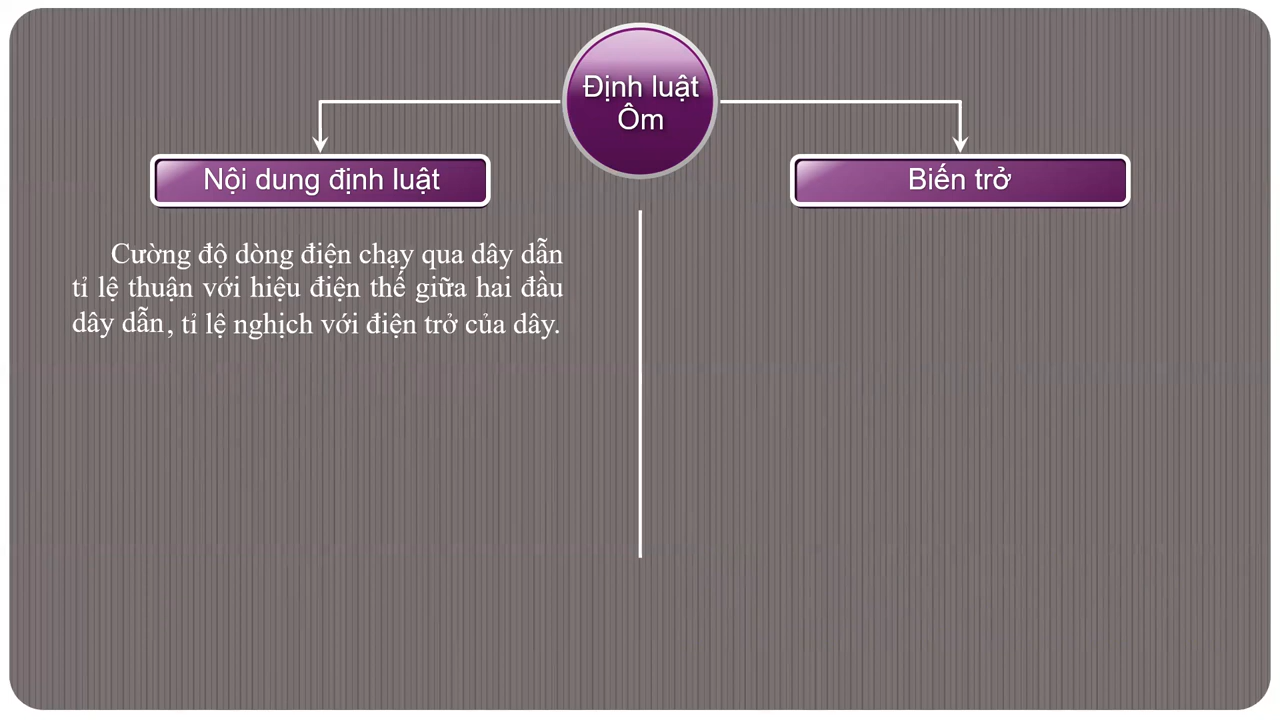 Định luật
Ôm
Nội dung định luật
Biến trở
Cường độ dòng điện chạy qua dây dẫn
tỉ lệ thuận với hiệu điện thế giữa hai đầu
dây dẫn, tỉ lệ nghịch với điện trở của dây.